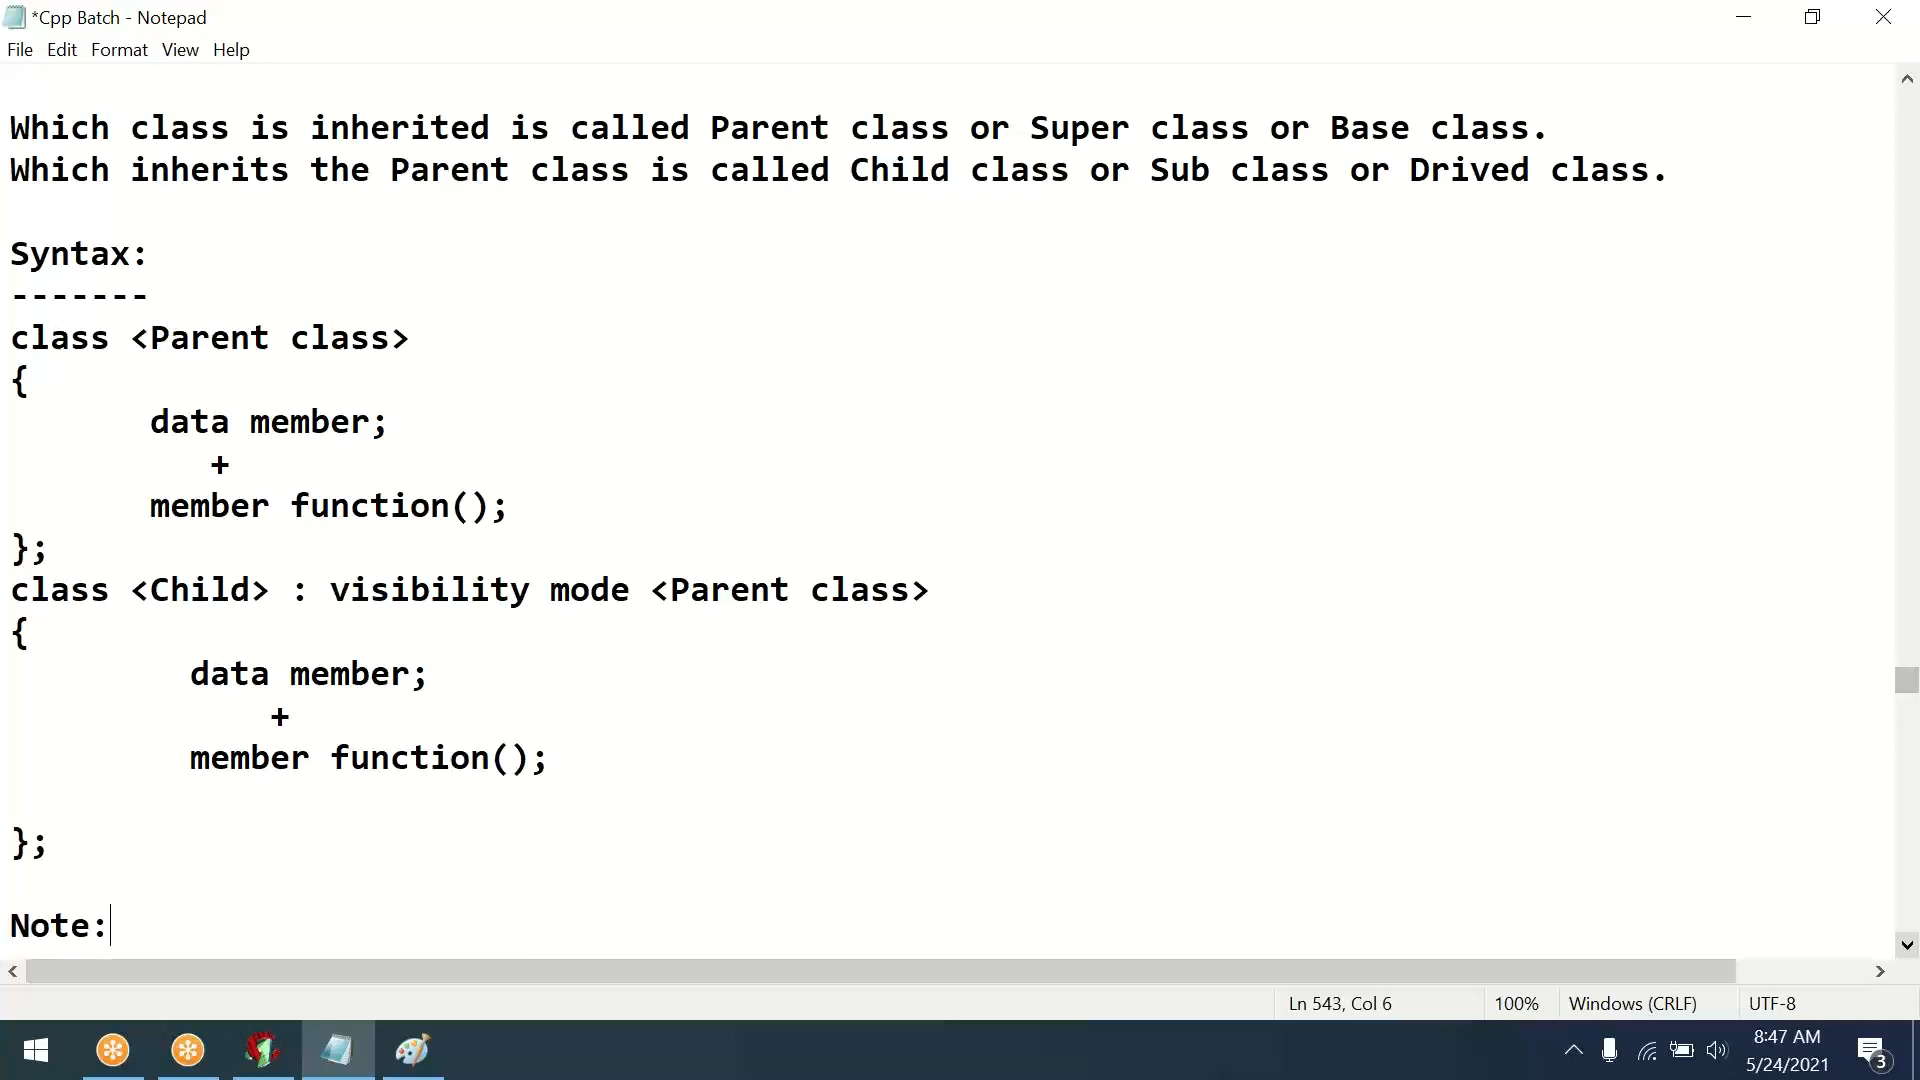 *Cpp Batch - Notepad
File Edit Format View Help
Which class is inherited is called Parent class or Super class or Base class.
Which inherits the Parent class is called Child class or Sub class or Drived class.
Syntax:
-------
class <Parent class>
{
data member;
+
member function();
};
class <Child> : visibility mode <Parent class>
{
data member;
+
member function();
};
Note:
Ln 543, Col 6
100%
Windows (CRLF)
UTF-8
8:47 AM
5/24/2021
3